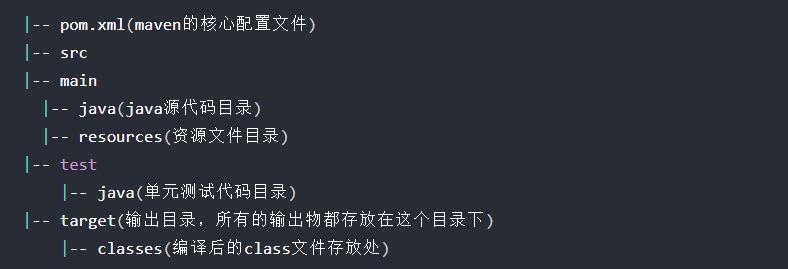 |-- pom.xml(maven的核心配置文件)
|-- src
|-- main
  |-- java(java源代码目录)
  |-- resources(资源文件目录)
|-- test
    |-- java(单元测试代码目录)
|-- target(输出目录，所有的输出物都存放在这个目录下)
    |-- classes(编译后的class文件存放处)